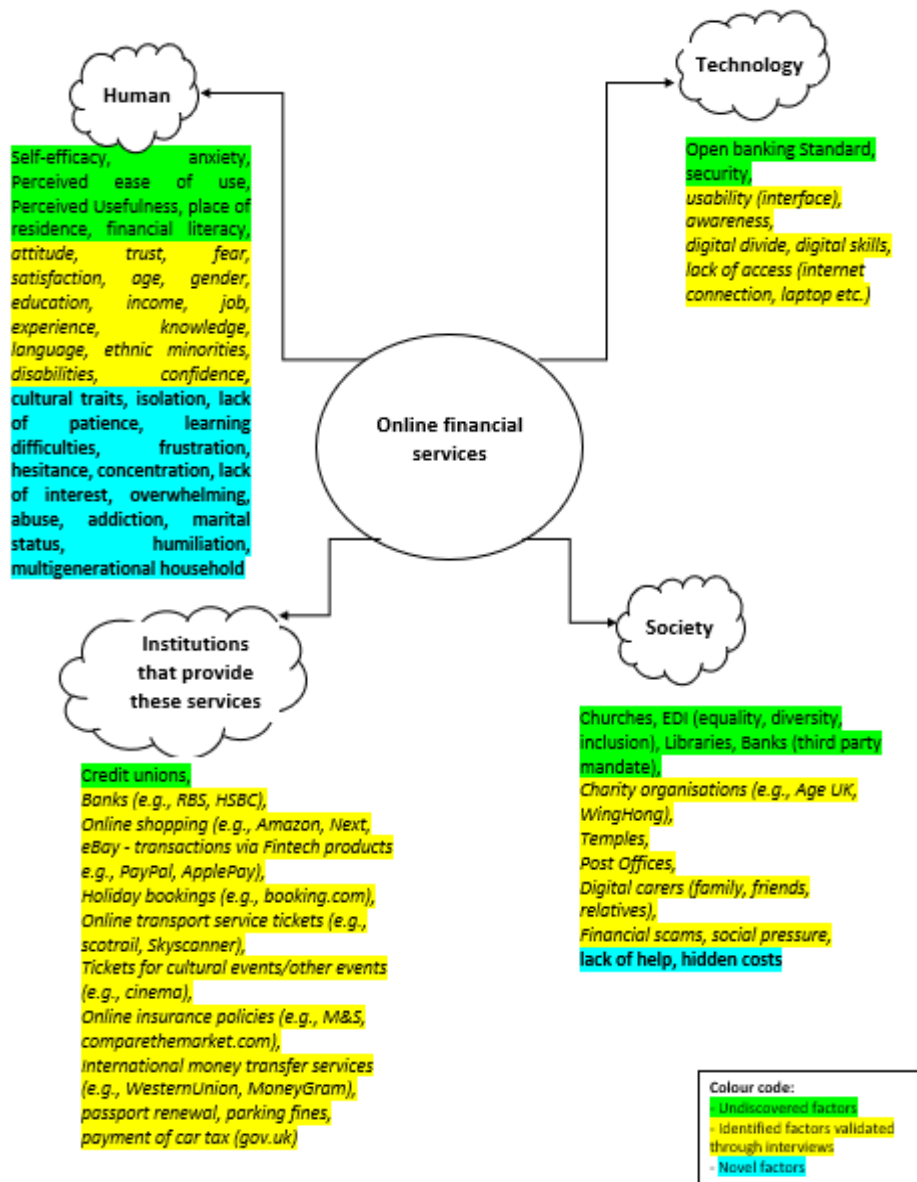 Human
Self-efficacy, anxiety,
Perceived ease of use,
Perceived Usefulness, place of
residence, financial literacy,
attitude, trust, fear,
satisfaction, age, gender,
education, income, job,
experience, knowledge,
language, ethnic minorities,
disabilities, confidence,
cultural traits, isolation, lack
of patience, learning
difficulties, frustration,
hesitance, concentration, lack
of interest, overwhelming,
abuse, addiction, marital
status, humiliation,
multigenerational household
Technology
Open banking Standard,
security,
usability (interface),
awareness,
digital divide, digital skills,
lack of access (internet
connection, laptop etc.)
Online financial
services
Institutions
that provide
these services
Credit unions,
Banks (e.g., RBS, HSBC),
Online shopping (e.g., Amazon, Next,
eBay - transactions via Fintech products
e.g., PayPal, ApplePay),
Holiday bookings (e.g., booking.com),
Online transport service tickets (e.g.,
scotrail, Skyscanner),
Tickets for cultural events/other events
(e.g., cinema),
Online insurance policies (e.g., M&S,
comparethemarket.com),
International money transfer services
(e.g., WesternUnion, MoneyGram),
passport renewal, parking fines,
payment of car tax (gov.uk)
Society
Churches, EDI (equality, diversity,
inclusion), Libraries, Banks (third party
mandate),
Charity organisations (e.g., Age UK,
WingHong),
Temples,
Post Offices,
Digital carers (family, friends,
relatives),
Financial scams, social pressure,
lack of help, hidden costs
Colour code:
- Undiscovered factors
- Identified factors validated
through interviews
- Novel factors